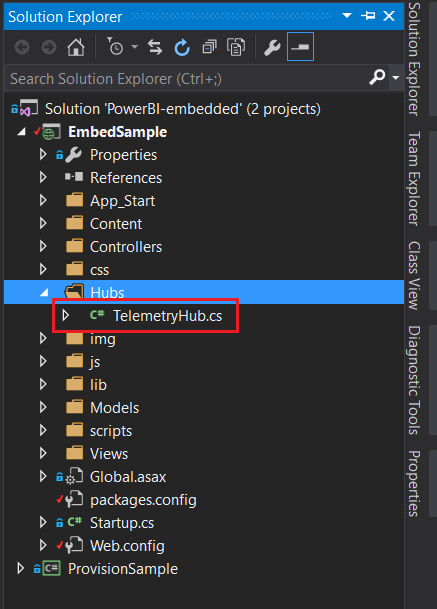 Solution Explorer
Search Solution Explorer (Ctrl+;)
Solution 'PowerBI-embedded' (2 projects)
EmbedSample
Properties
References
App_Start
Content
Controllers
css
Hubs
C# TelemetryHub.cs
img
js
lib
Models
scripts
Views
Global.asax
packages.config
C# Startup.cs
Web.config
C# ProvisionSample
Solution Explorer
Team Explorer
Class View
Diagnostic Tools
Properties